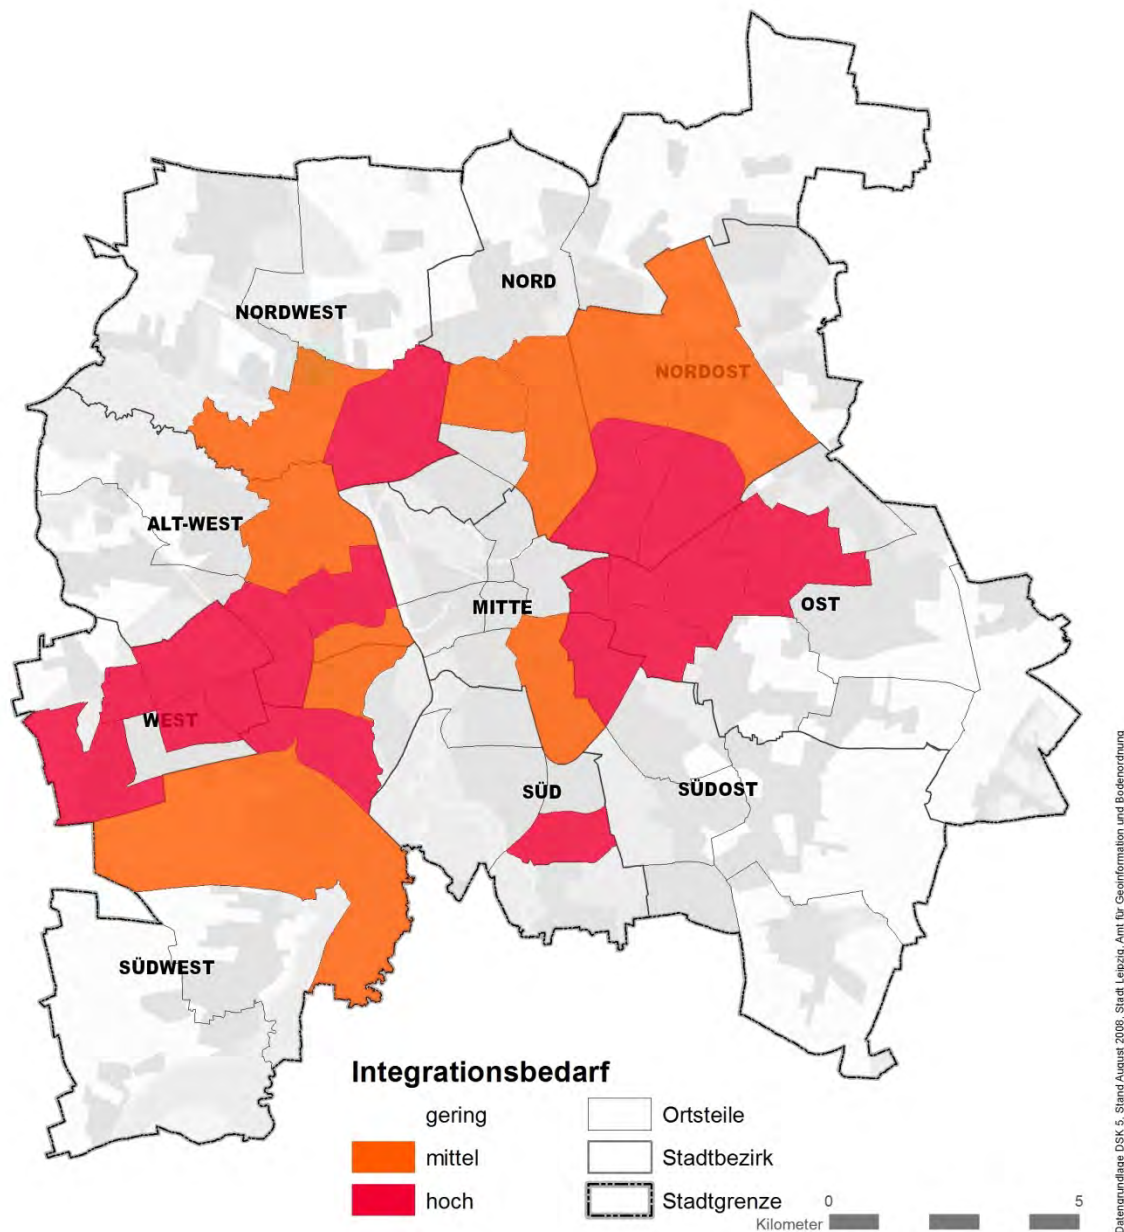 NORD
NORDWEST
NORDOST
ALT-WEST
MITTE
OST
WEST
SÜD
SÜDOST
SÜDWEST
Integrationsbedarf
gering
mittel
hoch
Ortsteile
Stadtbezirk
Stadtgrenze
0 5
Kilometer
Datengrundlage DSK 5, Stand August 2008, Stadt Leipzig, Amt für Geoinformation und Bodenordnung